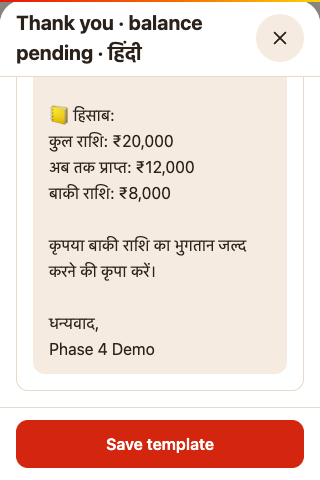 Thank you · balance
pending · हिंदी
📒 हिसाब:
कुल राशि: ₹20,000
अब तक प्राप्त: ₹12,000
बाकी राशि: ₹8,000
कृपया बाकी राशि का भुगतान जल्द
करने की कृपा करें।
धन्यवाद,
Phase 4 Demo
Save template